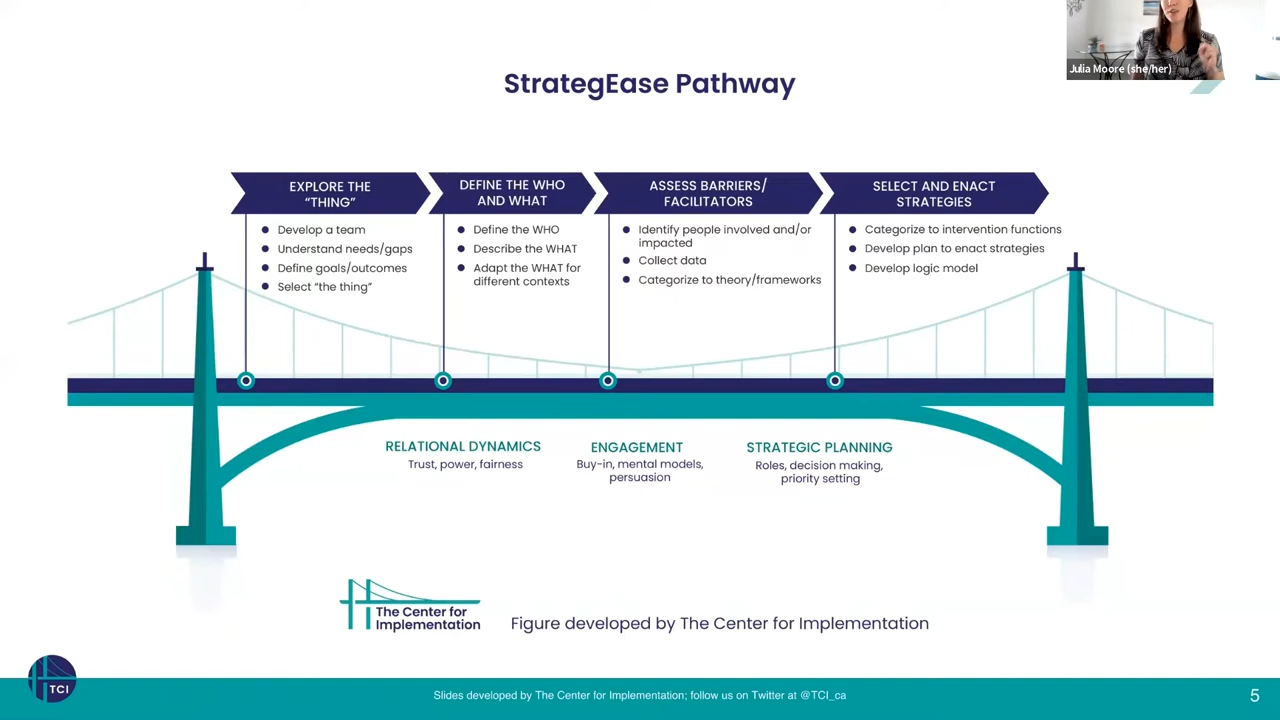 Julia Moore (she/her)
StrategEase Pathway
EXPLORE THE
“THING”
Develop a team
Understand needs/gaps
Define goals/outcomes
Select “the thing”
DEFINE THE WHO
AND WHAT
Define the WHO
Describe the WHAT
Adapt the WHAT for
different contexts
ASSESS BARRIERS/
FACILITATORS
Identify people involved and/or
impacted
Collect data
Categorize to theory/frameworks
SELECT AND ENACT
STRATEGIES
Categorize to intervention functions
Develop plan to enact strategies
Develop logic model
RELATIONAL DYNAMICS
Trust, power, fairness
ENGAGEMENT
Buy-in, mental models,
persuasion
STRATEGIC PLANNING
Roles, decision making,
priority setting
The Center for
Implementation
Figure developed by The Center for Implementation
TCI
Slides developed by The Center for Implementation; follow us on Twitter at @TCI_ca
5